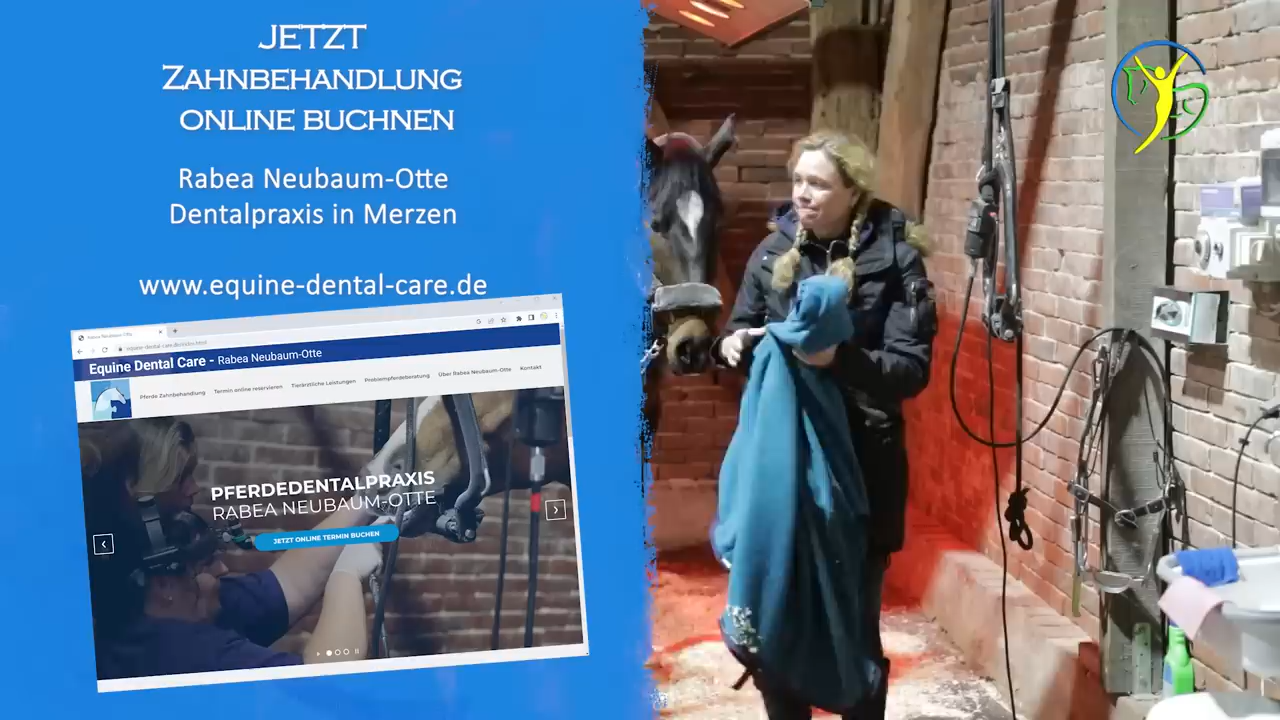 JETZT
ZAHNBEHANDLUNG
ONLINE BUCHNEN
Rabea Neubaum-Otte
Dentalpraxis in Merzen
www.equine-dental-care.de
Equine Dental Care - Rabea Neubaum-Otte
Pferde Zahnbehandlung Termin online reservieren Tierärztliche Leistungen Problempferdeberatung Über Rabea Neubaum-Otte Kontakt
PFERDEDENTALPRAXIS
RABEA NEUBAUM-OTTE
JETZT ONLINE TERMIN BUCHEN